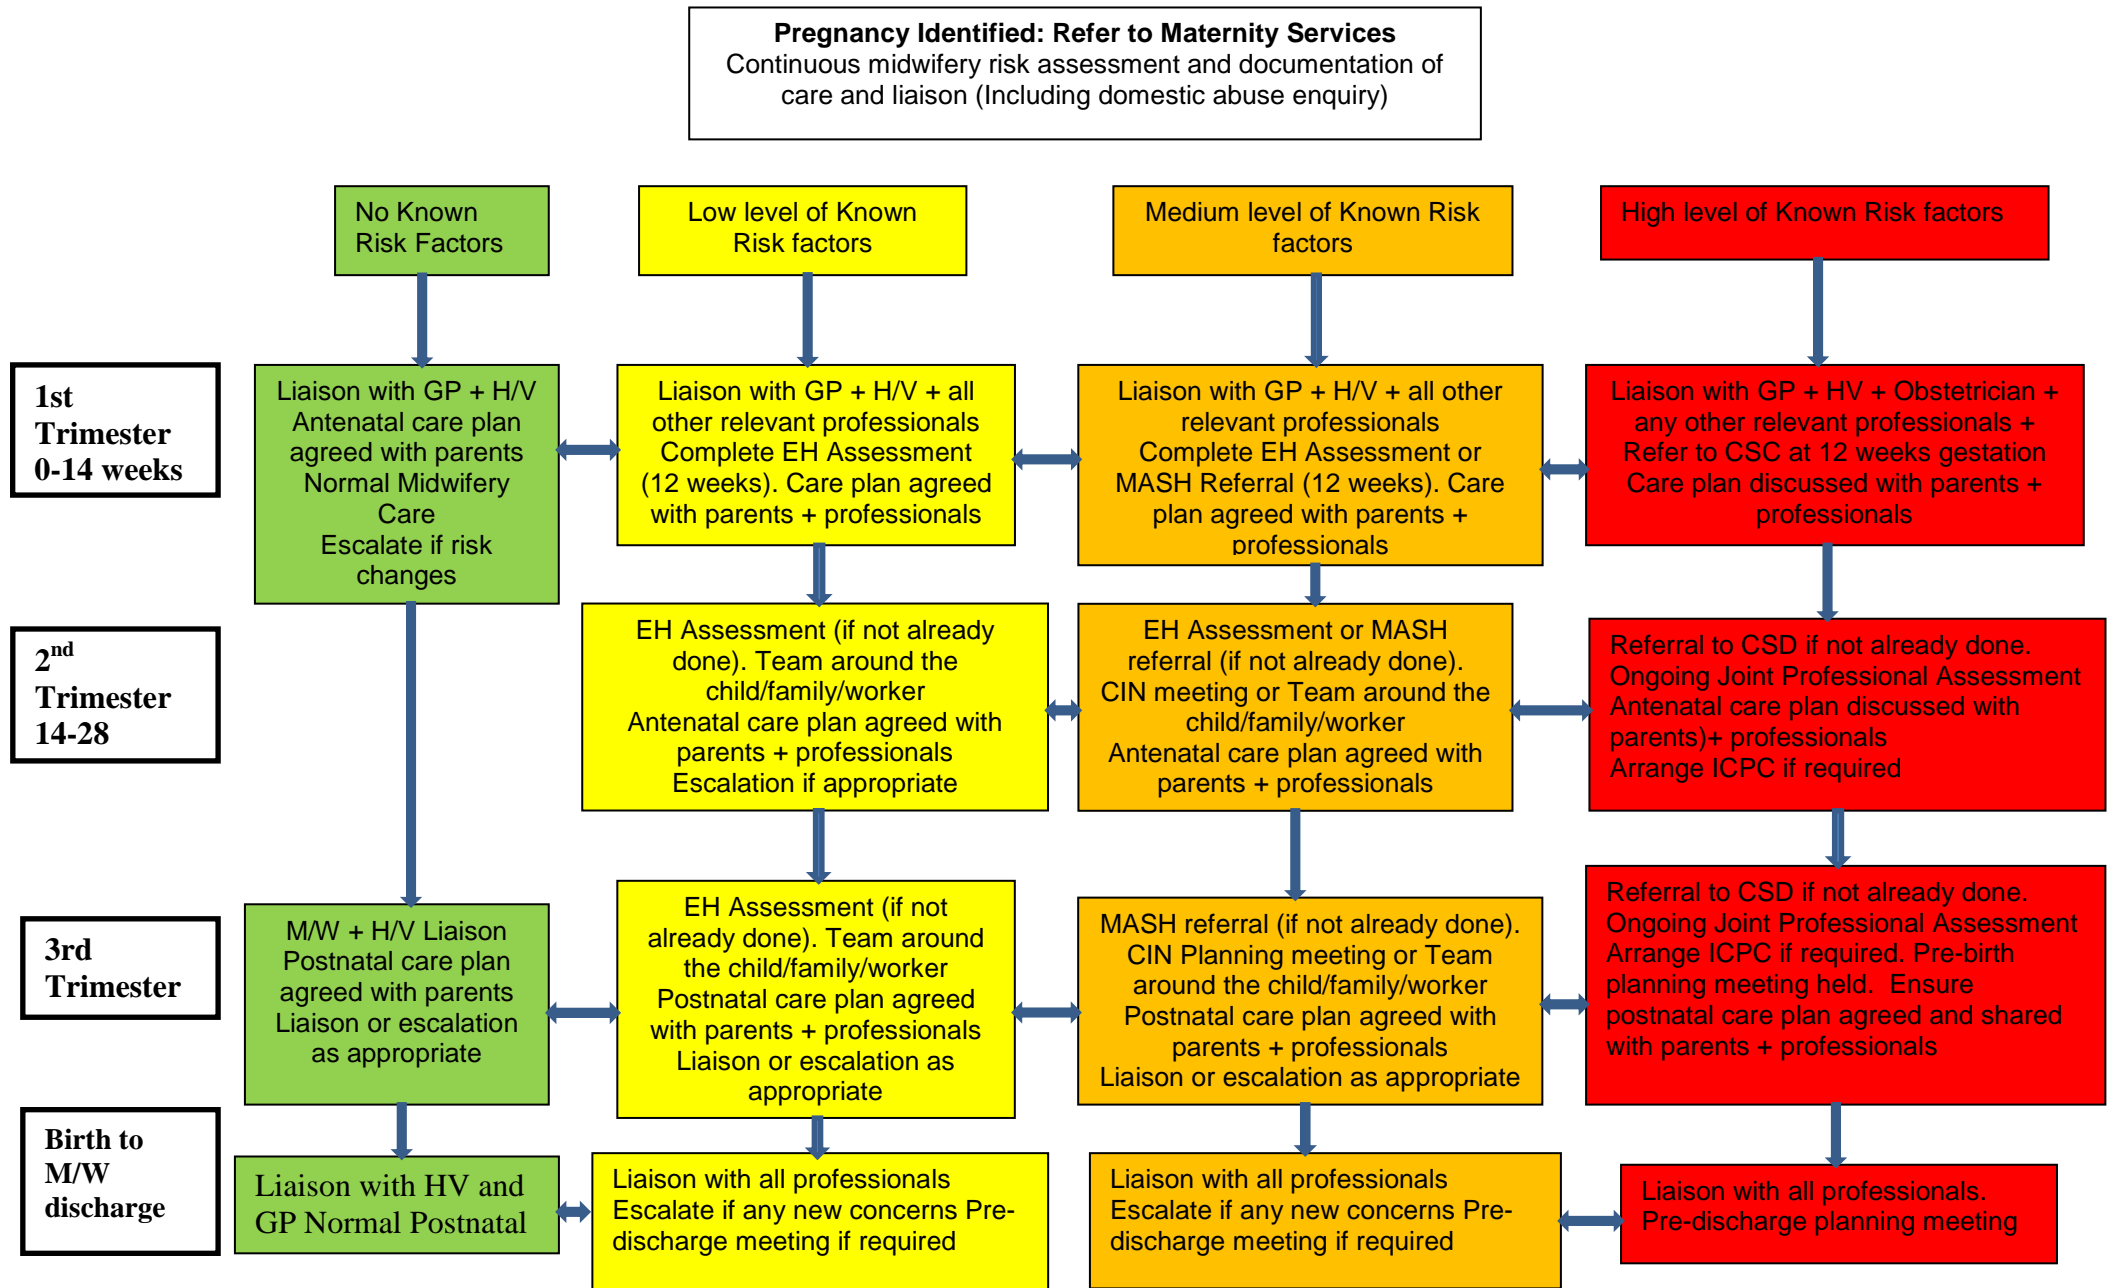 Pregnancy Identified: Refer to Maternity Services
Continuous midwifery risk assessment and documentation of
care and liaison (Including domestic abuse enquiry)
No Known
Risk Factors
Low level of Known
Risk factors
Medium level of Known Risk
factors
High level of Known Risk factors
1st
Trimester
0-14 weeks
Liaison with GP + H/V
Antenatal care plan
agreed with parents
Normal Midwifery
Care
Escalate if risk
changes
Liaison with GP + H/V + all
other relevant professionals
Complete EH Assessment
(12 weeks). Care plan agreed
with parents + professionals
Liaison with GP + H/V + all other
relevant professionals
Complete EH Assessment or
MASH Referral (12 weeks). Care
plan agreed with parents +
professionals
Liaison with GP + HV + Obstetrician +
any other relevant professionals +
Refer to CSC at 12 weeks gestation
Care plan discussed with parents +
professionals
2nd
Trimester
14-28
EH Assessment (if not already
done). Team around the
child/family/worker
Antenatal care plan agreed with
parents + professionals
Escalation if appropriate
EH Assessment or MASH
referral (if not already done).
CIN meeting or Team around the
child/family/worker
Antenatal care plan agreed with
parents + professionals
Referral to CSD if not already done.
Ongoing Joint Professional Assessment
Antenatal care plan discussed with
parents)+ professionals
Arrange ICPC if required
3rd
Trimester
M/W + H/V Liaison
Postnatal care plan
agreed with parents
Liaison or escalation
as appropriate
EH Assessment (if not
already done). Team around
the child/family/worker
Postnatal care plan agreed
with parents + professionals
Liaison or escalation as
appropriate
MASH referral (if not already done).
CIN Planning meeting or Team
around the child/family/worker
Postnatal care plan agreed with
parents + professionals
Liaison or escalation as appropriate
Referral to CSD if not already done.
Ongoing Joint Professional Assessment
Arrange ICPC if required. Pre-birth
planning meeting held.  Ensure
postnatal care plan agreed and shared
with parents + professionals
Birth to
M/W
discharge
Liaison with HV and
GP Normal Postnatal
Liaison with all professionals
Escalate if any new concerns Pre-
discharge meeting if required
Liaison with all professionals
Escalate if any new concerns Pre-
discharge meeting if required
Liaison with all professionals.
Pre-discharge planning meeting